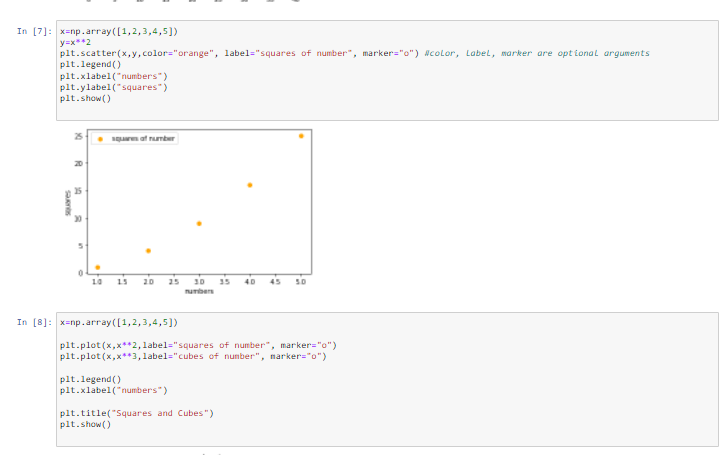 In [7]: x=np.array([1,2,3,4,5])
y=x**2
plt.scatter(x,y,color="orange", label="squares of number", marker="o") #color, label, marker are optional arguments
plt.legend()
plt.xlabel("numbers")
plt.ylabel("squares")
plt.show()
squares of number
25
20
15
10
5
0
squares
1.0 1.5 2.0 2.5 3.0 3.5 4.0 4.5 5.0
numbers
In [8]: x=np.array([1,2,3,4,5])
plt.plot(x,x**2,label="squares of number", marker="o")
plt.plot(x,x**3,label="cubes of number", marker="o")
plt.legend()
plt.xlabel("numbers")
plt.title("Squares and Cubes")
plt.show()